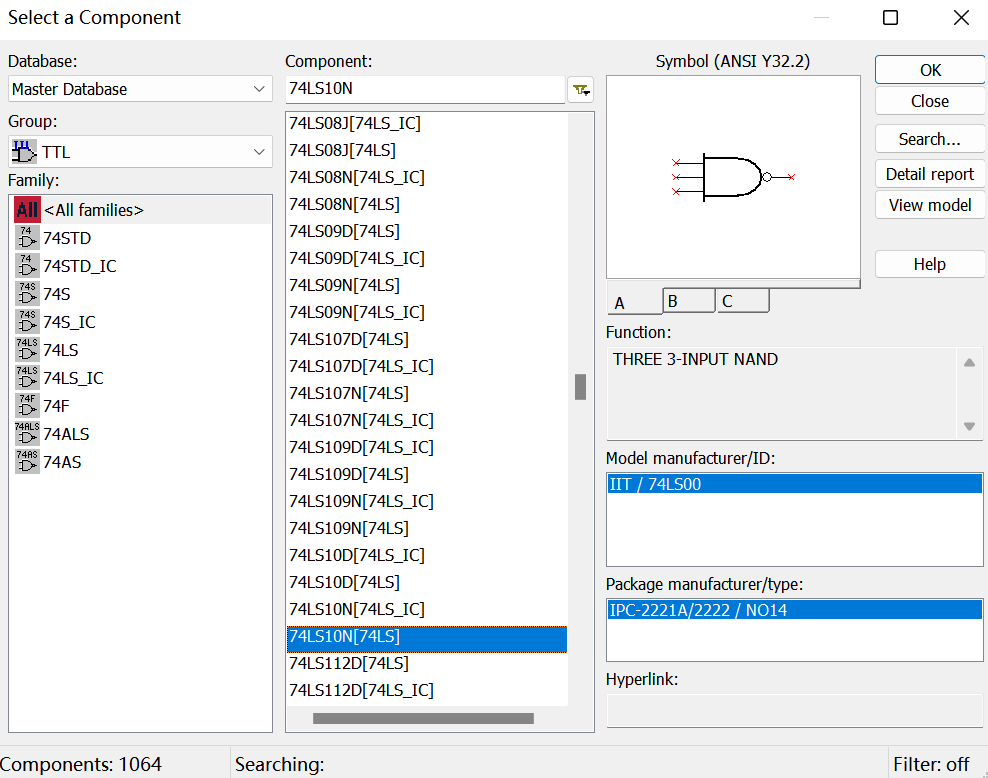 Select a Component
Database:
Master Database
Group:
TTL
Family:
All <All families>
74 74STD
74 74STD_IC
74S 74S
74S 74S_IC
74LS 74LS
74LS 74LS_IC
74F 74F
74ALS 74ALS
74AS 74AS
Component:
74LS10N
74LS08J[74LS_IC]
74LS08J[74LS]
74LS08N[74LS_IC]
74LS08N[74LS]
74LS09D[74LS]
74LS09D[74LS_IC]
74LS09N[74LS]
74LS09N[74LS_IC]
74LS107D[74LS]
74LS107D[74LS_IC]
74LS107N[74LS]
74LS107N[74LS_IC]
74LS109D[74LS_IC]
74LS109D[74LS]
74LS109N[74LS_IC]
74LS109N[74LS]
74LS10D[74LS_IC]
74LS10D[74LS]
74LS10N[74LS_IC]
74LS10N[74LS]
74LS112D[74LS]
74LS112D[74LS_IC]
Symbol (ANSI Y32.2)
A B C
Function:
THREE 3-INPUT NAND
Model manufacturer/ID:
IIT / 74LS00
Package manufacturer/type:
IPC-2221A/2222 / NO14
Hyperlink:
OK
Close
Search...
Detail report
View model
Help
Components: 1064
Searching:
Filter: off